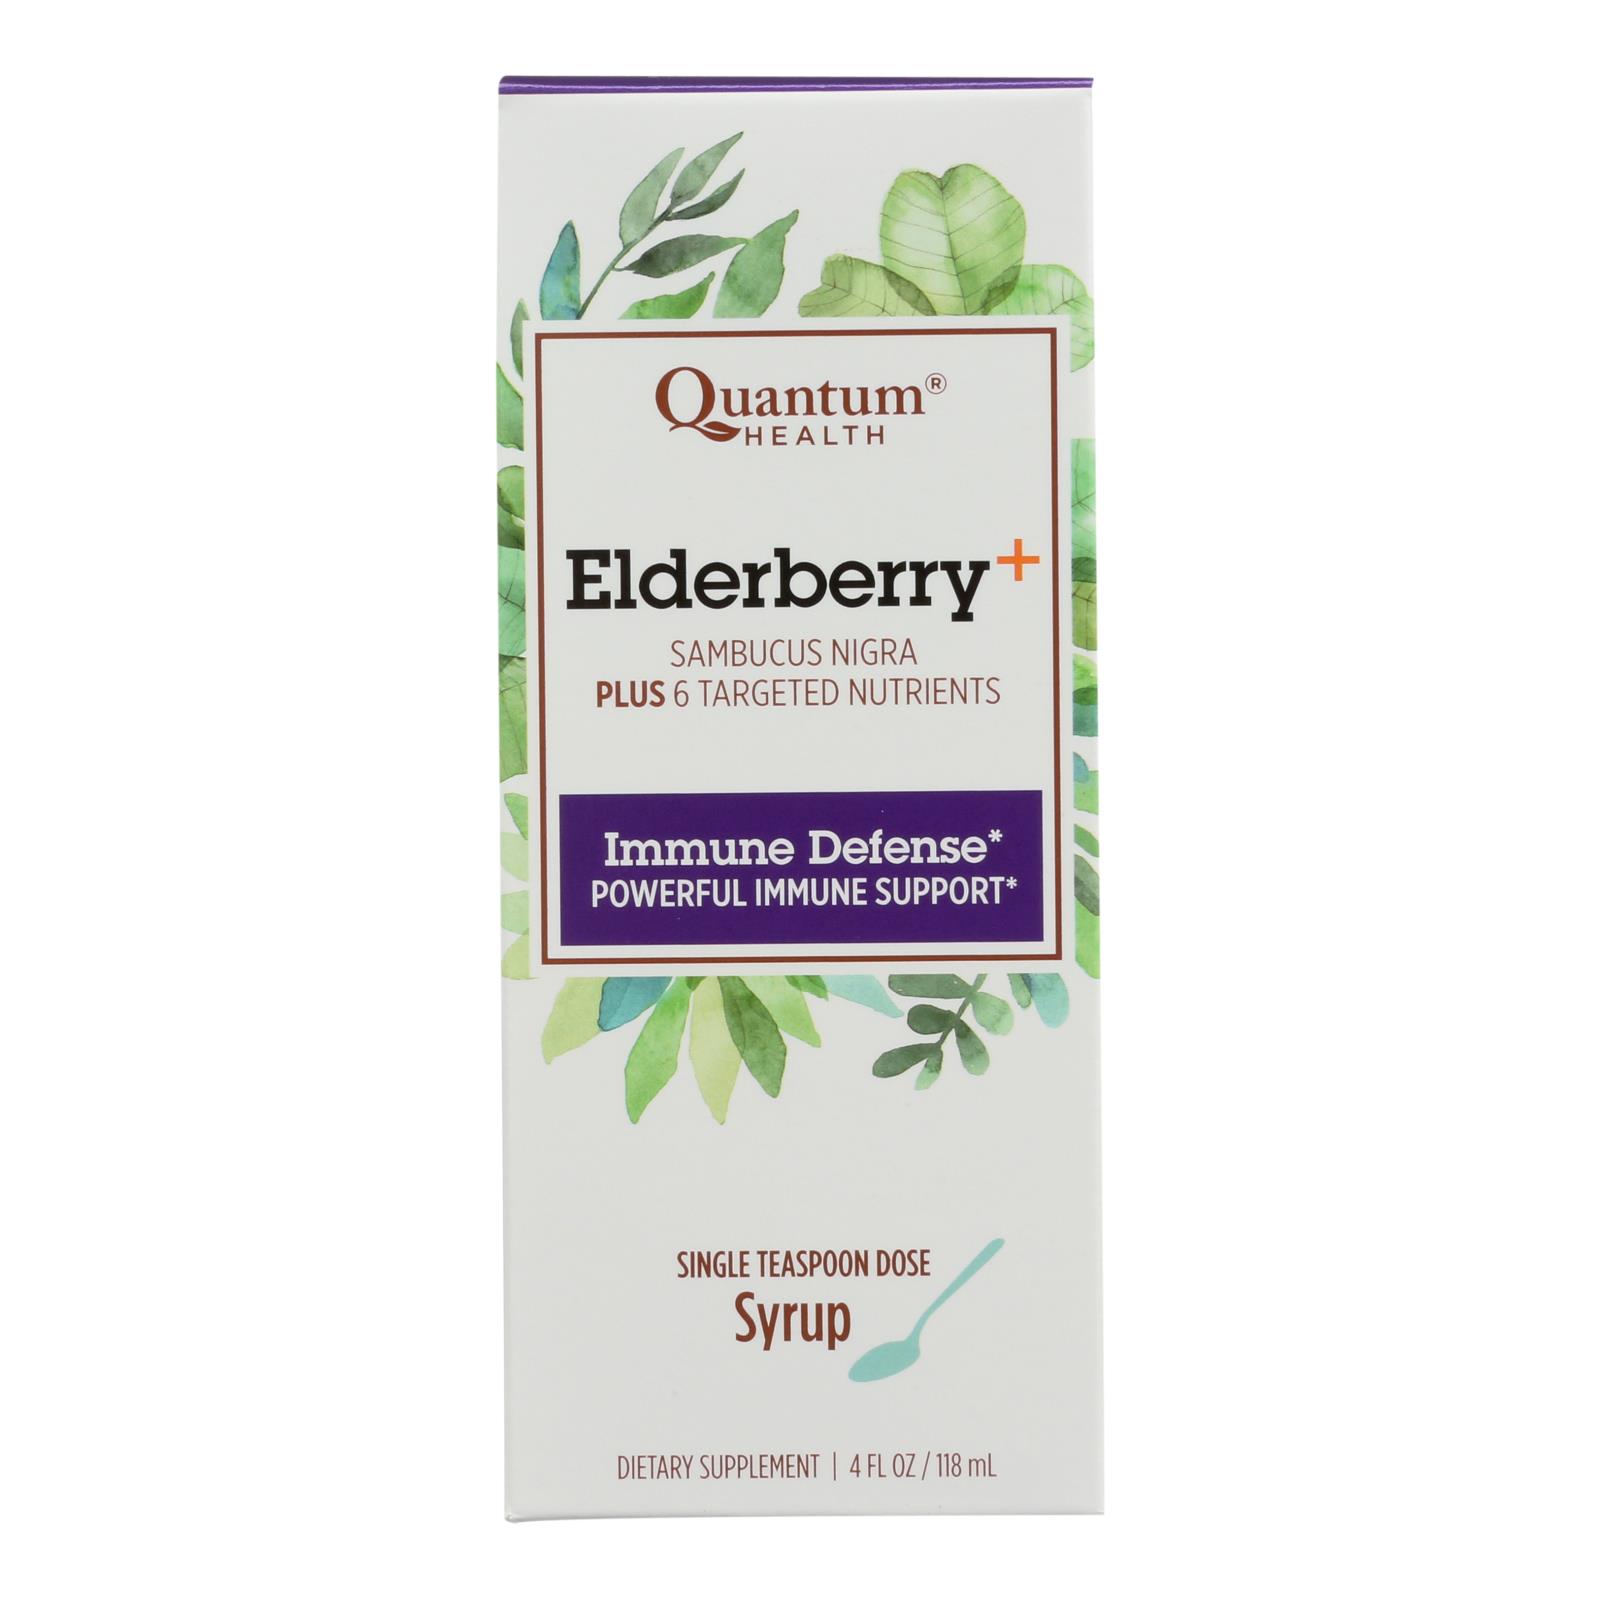 Quantum®
HEALTH
Elderberry+
SAMBUCUS NIGRA
PLUS 6 TARGETED NUTRIENTS
Immune Defense*
POWERFUL IMMUNE SUPPORT*
SINGLE TEASPOON DOSE
Syrup
DIETARY SUPPLEMENT | 4 FL OZ / 118 mL